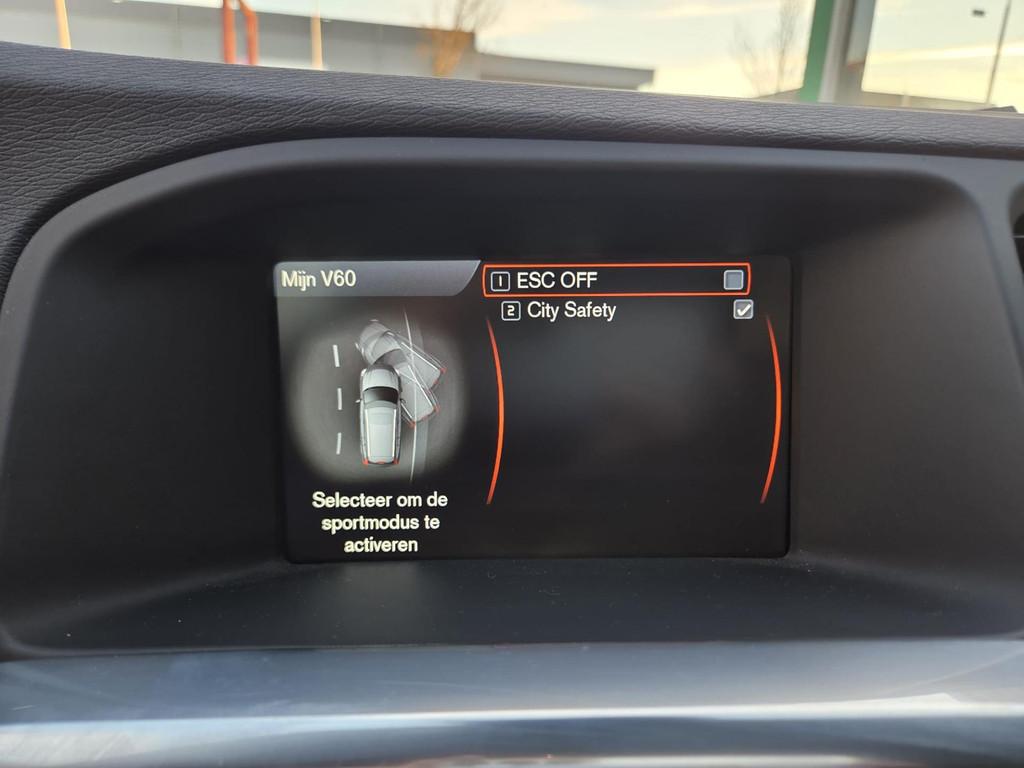 Mijn V60
1 ESC OFF
2 City Safety
Selecteer om de
sportmodus te
activeren